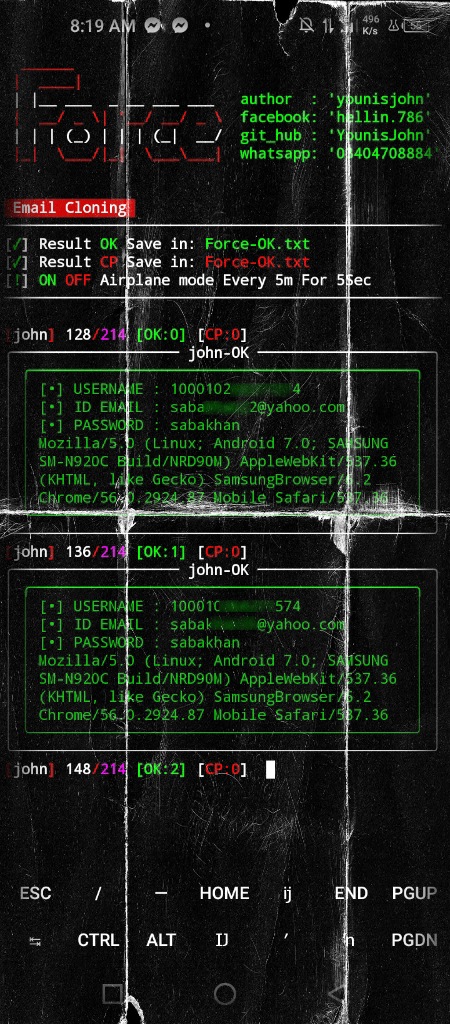 8:19 AM
496
K/s
Force
author : 'younisjohn'
facebook: 'hellin.786'
git_hub : 'YounisJohn'
whatsapp:
Email Cloning
[✓] Result OK Save in: Force-OK.txt
[✓] Result CP Save in: Force-OK.txt
[!] ON OFF Airplane mode Every 5m For 5Sec
[john] 128/214 [OK:0] [CP:0]
john-OK
[•] USERNAME :
[•] ID EMAIL :
[•] PASSWORD : sabakhan
Mozilla/5.0 (Linux; Android 7.0; SAMSUNG
SM-N920C Build/NRD90M) AppleWebKit/537.36
(KHTML, like Gecko) SamsungBrowser/6.2
Chrome/56.0.2924.87 Mobile Safari/537.36
[john] 136/214 [OK:1] [CP:0]
john-OK
[•] USERNAME :
[•] ID EMAIL :
[•] PASSWORD : sabakhan
Mozilla/5.0 (Linux; Android 7.0; SAMSUNG
SM-N920C Build/NRD90M) AppleWebKit/537.36
(KHTML, like Gecko) SamsungBrowser/6.2
Chrome/56.0.2924.87 Mobile Safari/537.36
[john] 148/214 [OK:2] [CP:0]
ESC / — HOME ij END PGUP
↹ CTRL ALT IJ ′ ŉ PGDN